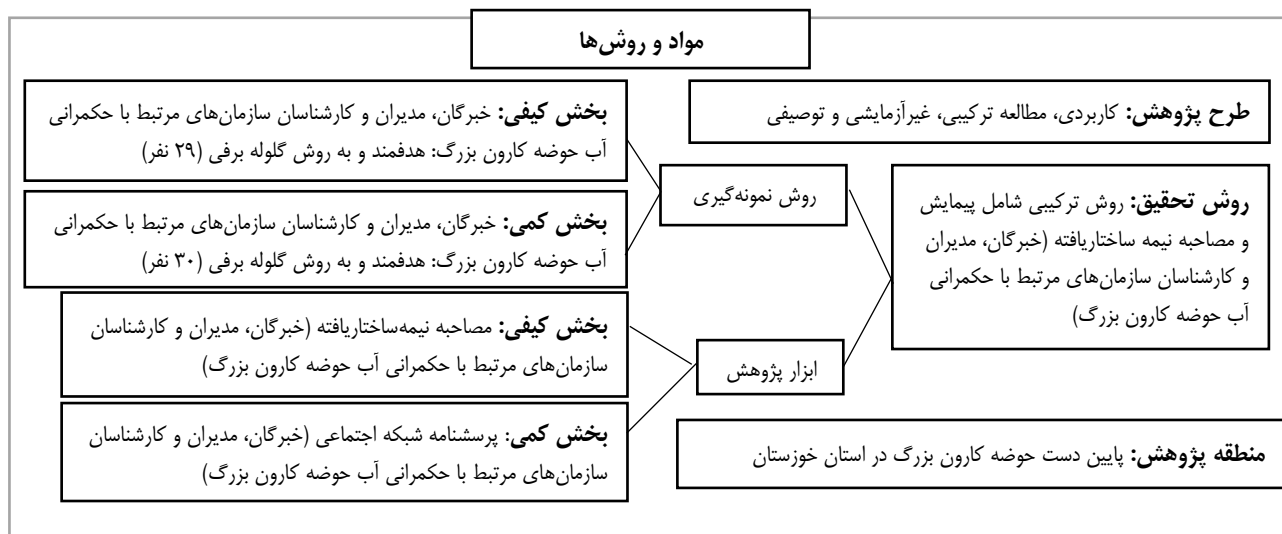 مواد و روش‌ها
طرح پژوهش: کاربردی، مطالعه ترکیبی، غیرآزمایشی و توصیفی
روش تحقیق: روش ترکیبی شامل پیمایش
و مصاحبه نیمه ساختاریافته (خبرگان، مدیران
و کارشناسان سازمان‌های مرتبط با حکمرانی
آب حوضه کارون بزرگ)
روش نمونه‌گیری
بخش کیفی: خبرگان، مدیران و کارشناسان سازمان‌های مرتبط با حکمرانی
آب حوضه کارون بزرگ: هدفمند و به روش گلوله برفی (۲۹ نفر)
بخش کمی: خبرگان، مدیران و کارشناسان سازمان‌های مرتبط با حکمرانی
آب حوضه کارون بزرگ: هدفمند و به روش گلوله برفی (۳۰ نفر)
ابزار پژوهش
بخش کیفی: مصاحبه نیمه‌ساختاریافته (خبرگان، مدیران و کارشناسان
سازمان‌های مرتبط با حکمرانی آب حوضه کارون بزرگ)
بخش کمی: پرسشنامه شبکه اجتماعی (خبرگان، مدیران و کارشناسان
سازمان‌های مرتبط با حکمرانی آب حوضه کارون بزرگ)
منطقه پژوهش: پایین دست حوضه کارون بزرگ در استان خوزستان